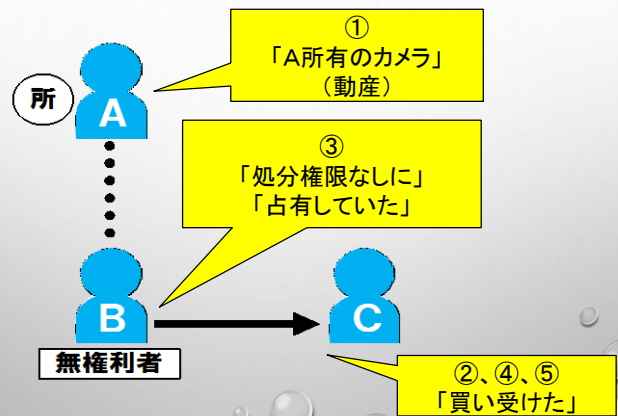 ①
「A所有のカメラ」
（動産）
所
A
③
「処分権限なしに」
「占有していた」
B
C
無権利者
②、④、⑤
「買い受けた」